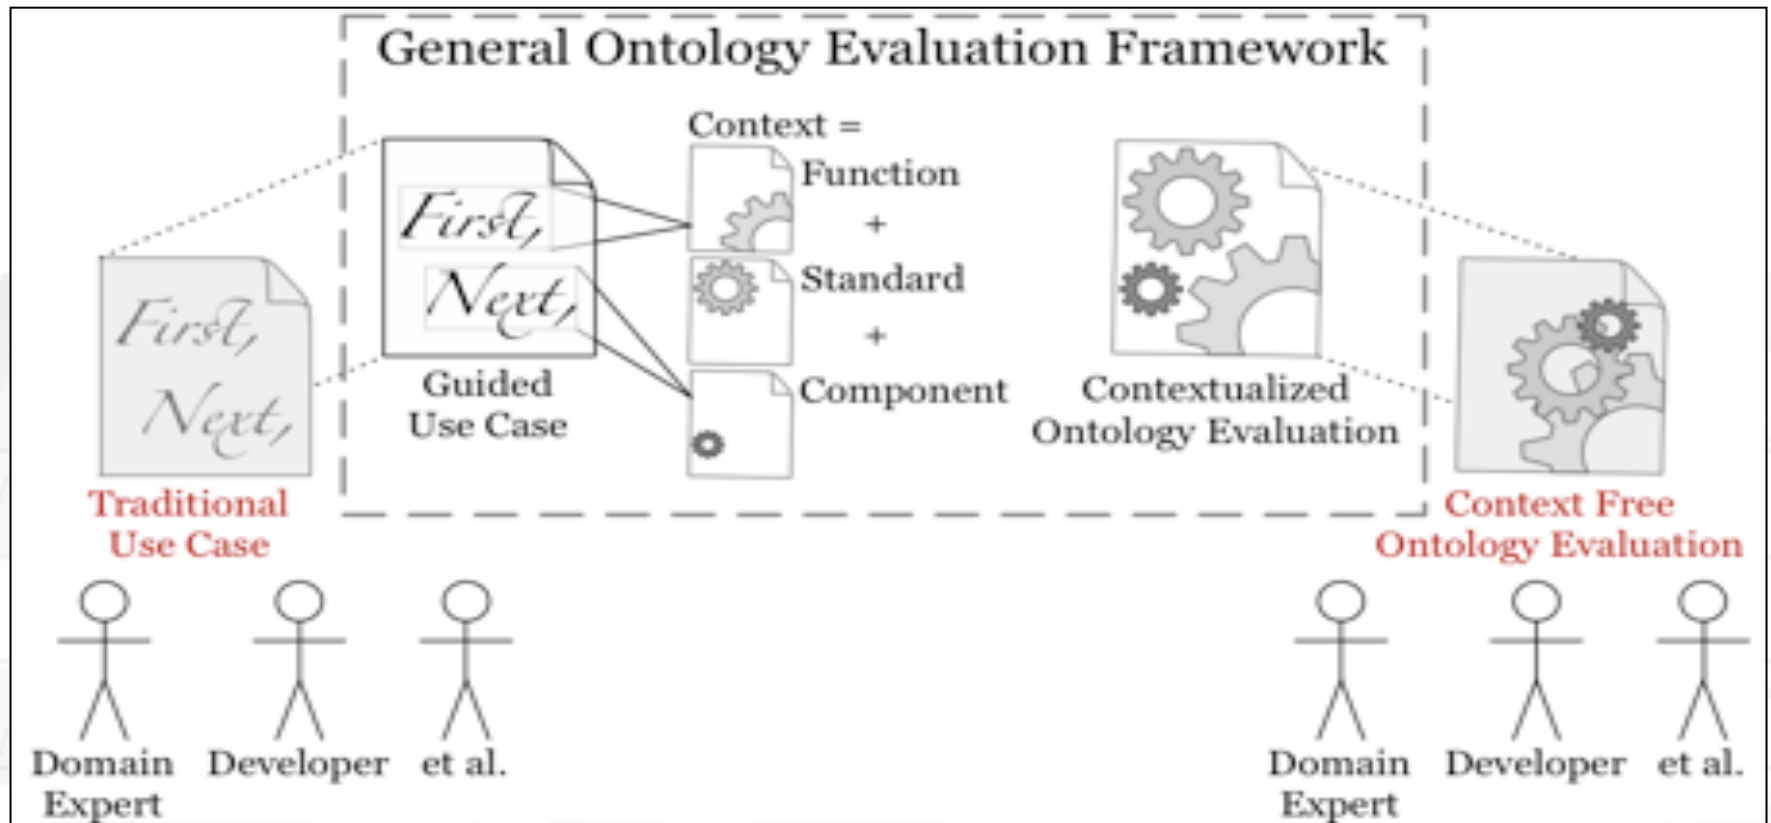 General Ontology Evaluation Framework
Context =
Function
+
Standard
+
Component
First,
Next,
Guided
Use Case
First,
Next,
Traditional
Use Case
Contextualized
Ontology Evaluation
Context Free
Ontology Evaluation
Domain
Expert
Developer
et al.
Domain
Expert
Developer
et al.